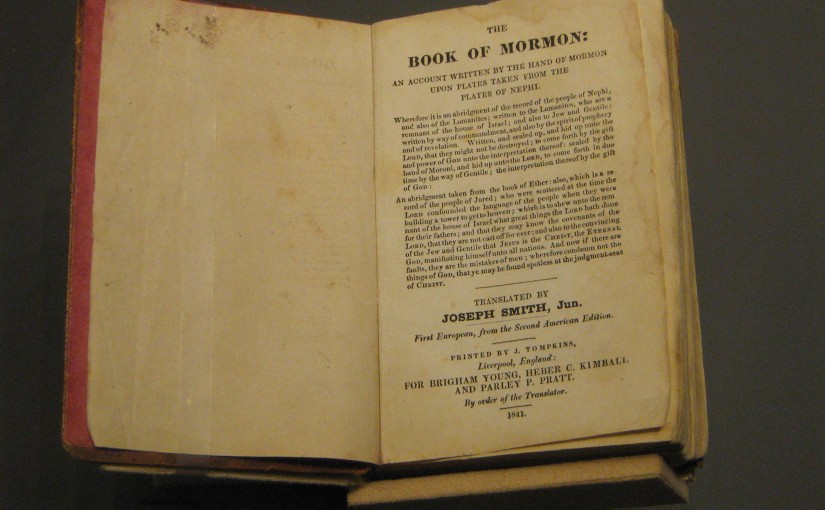 THE
BOOK OF MORMON:
AN ACCOUNT WRITTEN BY THE HAND OF MORMON
UPON PLATES TAKEN FROM THE
PLATES OF NEPHI.
Wherefore it is an abridgment of the record of the people of Nephi,
and also of the Lamanites; written to the Lamanites, who are a
remnant of the house of Israel; and also to Jew and Gentile;
written by way of commandment, and also by the spirit of prophecy
and of revelation. Written, and sealed up, and hid up unto the
LORD, that they might not be destroyed; to come forth by the gift
and power of GOD unto the interpretation thereof: sealed by the
hand of Moroni, and hid up unto the LORD, to come forth in due
time by the way of Gentile; the interpretation thereof by the gift
of GOD:
An abridgment taken from the book of Ether: also, which is a re
cord of the people of Jared; who were scattered at the time the
LORD confounded the language of the people when they were
building a tower to get to heaven; which is to shew unto the rem
nant of the house of Israel what great things the LORD hath done
for their fathers; and that they may know the covenants of the
LORD, that they are not cast off for ever: and also to the convincing
of the Jew and Gentile that JESUS is the CHRIST, the ETERNAL
GOD, manifesting himself unto all nations. And now if there are
faults, they are the mistakes of men; wherefore condemn not the
things of GOD, that ye may be found spotless at the judgment-seat
of CHRIST.
TRANSLATED BY
JOSEPH SMITH, Jun.
First European, from the Second American Edition.
PRINTED BY J. TOMPKINS,
Liverpool, England:
FOR BRIGHAM YOUNG, HEBER C. KIMBALL
AND PARLEY P. PRATT.
By order of the Translator.
1841.